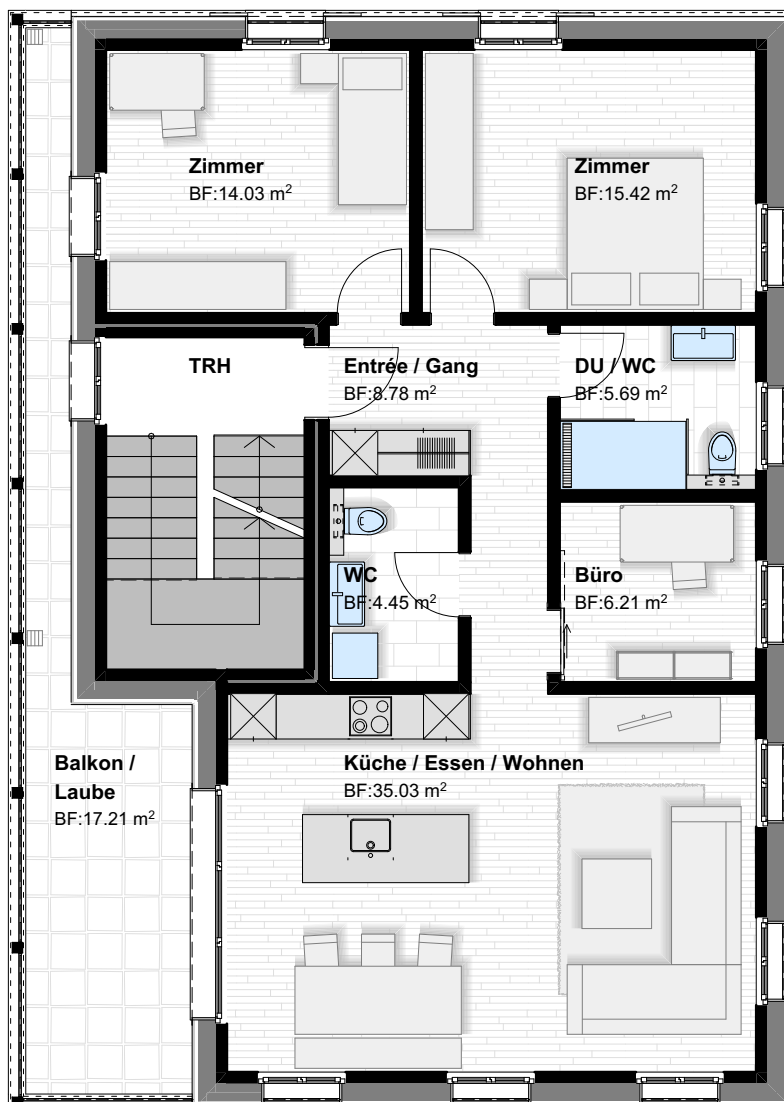 Zimmer
BF:14.03 m²
Zimmer
BF:15.42 m²
TRH
Entrée / Gang
BF:8.78 m²
DU / WC
BF:5.69 m²
WC
BF:4.45 m²
Büro
BF:6.21 m²
Balkon /
Laube
BF:17.21 m²
Küche / Essen / Wohnen
BF:35.03 m²